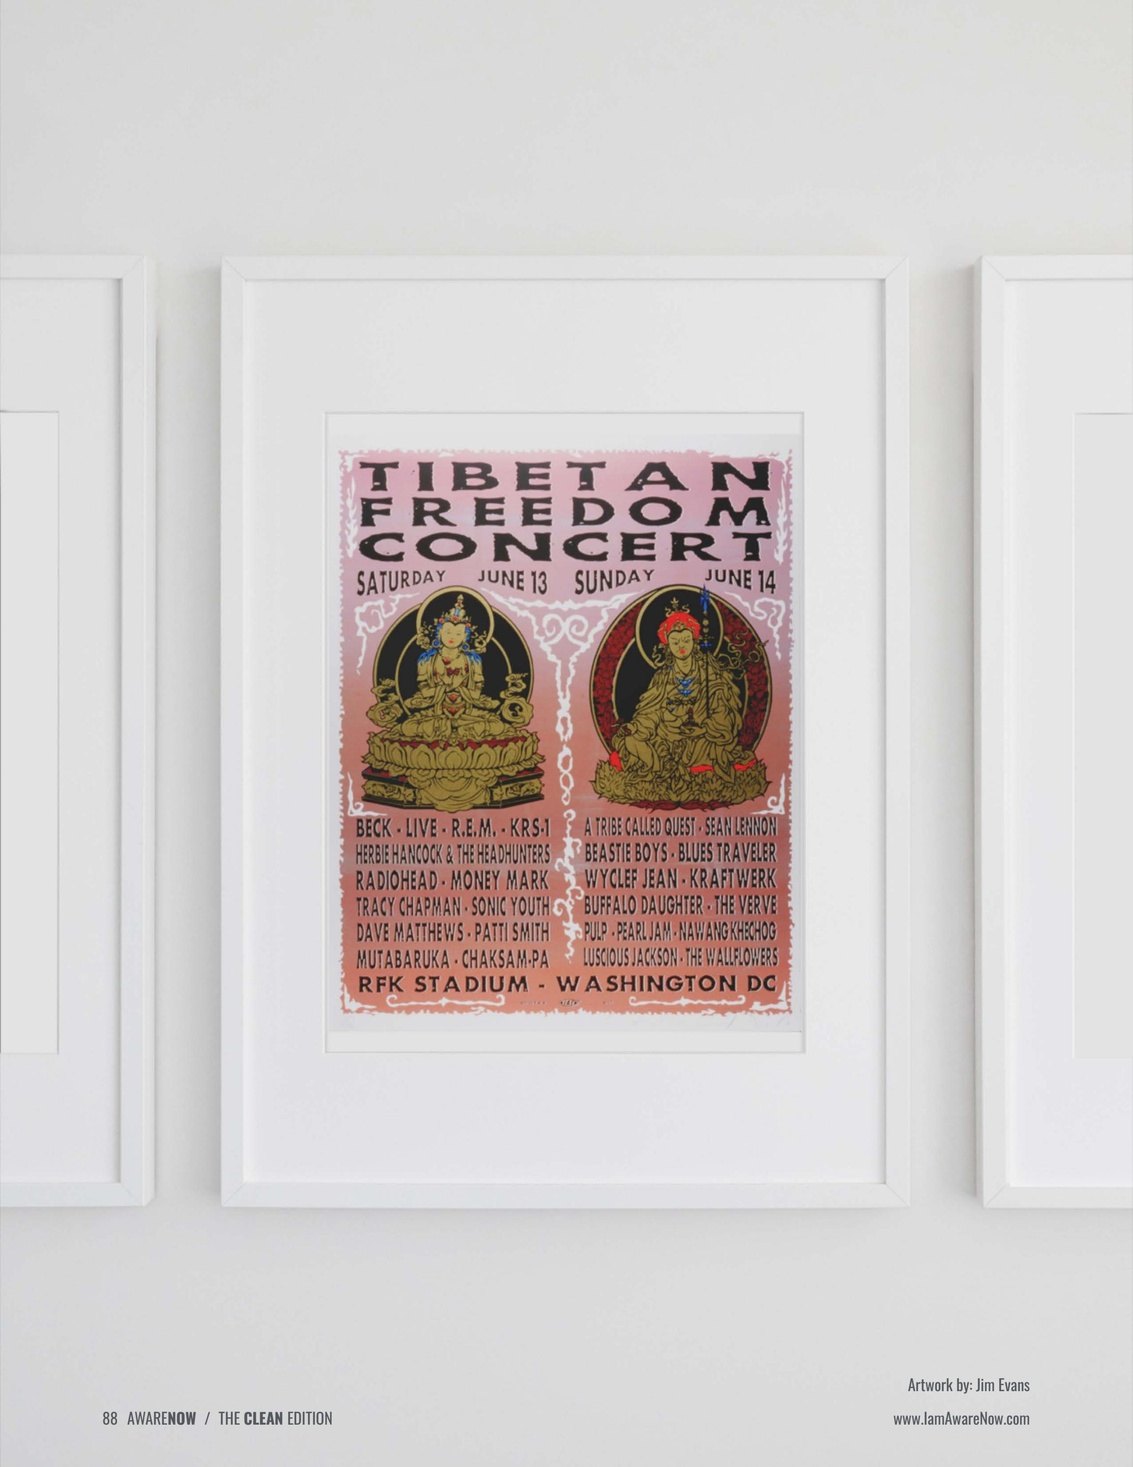 TIBETAN
FREEDOM
CONCERT
SATURDAY JUNE 13 SUNDAY JUNE 14
BECK - LIVE - R.E.M. - KRS-1
HERBIE HANCOCK & THE HEADHUNTERS
RADIOHEAD - MONEY MARK
TRACY CHAPMAN - SONIC YOUTH
DAVE MATTHEWS - PATTI SMITH
MUTABARUKA - CHAKSAM-PA
A TRIBE CALLED QUEST - SEAN LENNON
BEASTIE BOYS - BLUES TRAVELER
WYCLEF JEAN - KRAFTWERK
BUFFALO DAUGHTER - THE VERVE
PULP - PEARL JAM - NAWANG KHECHOG
LUSCIOUS JACKSON - THE WALLFLOWERS
RFK STADIUM - WASHINGTON DC
Artwork by: Jim Evans
88 AWARENOW / THE CLEAN EDITION
www.IamAwareNow.com